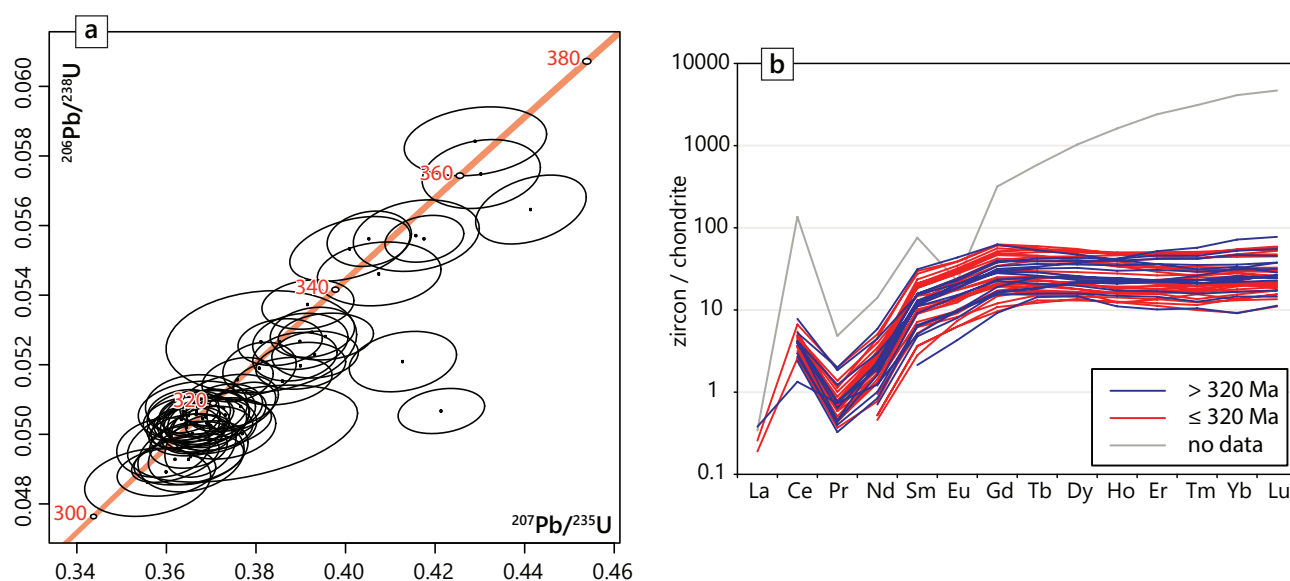 a
380
360
340
320
300
²⁰⁶Pb/²³⁸U
²⁰⁷Pb/²³⁵U
0.060
0.058
0.056
0.054
0.052
0.050
0.048
0.34 0.36 0.38 0.40 0.42 0.44 0.46
b
zircon / chondrite
10000
1000
100
10
1
0.1
La Ce Pr Nd Sm Eu Gd Tb Dy Ho Er Tm Yb Lu
> 320 Ma
≤ 320 Ma
no data